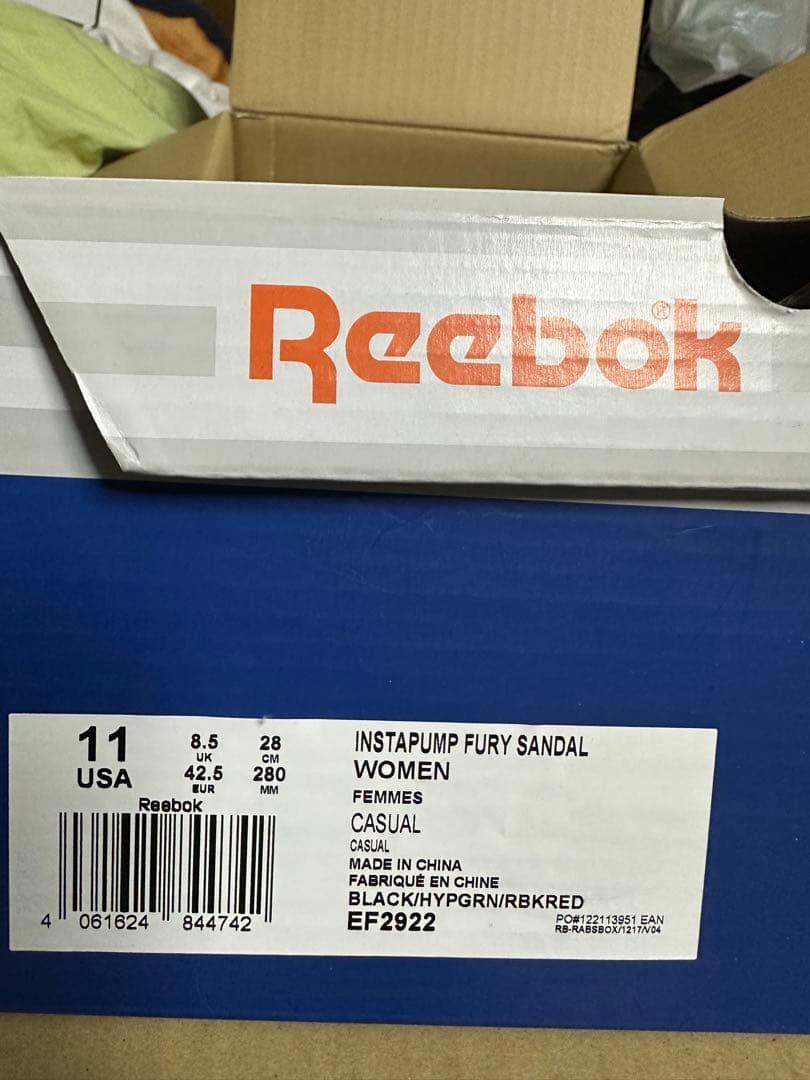 Reebok®
11
USA
8.5
UK
42.5
EUR
28
CM
280
MM
Reebok
4 061624 844742
INSTAPUMP FURY SANDAL
WOMEN
FEMMES
CASUAL
CASUAL
MADE IN CHINA
FABRIQUÉ EN CHINE
BLACK/HYPGRN/RBKRED
EF2922
PO#122113951 EAN
RB-RABSBOX/1217/V04